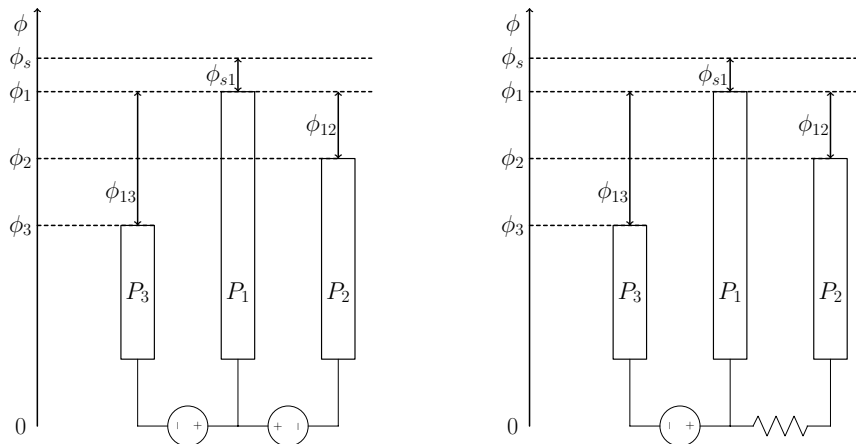 ϕ ϕ
ϕₛ ϕₛ
ϕₛ₁ ϕₛ₁
ϕ₁ ϕ₁
ϕ₁₂ ϕ₁₂
ϕ₂ ϕ₂
ϕ₁₃ ϕ₁₃
ϕ₃ ϕ₃
P₃ P₁ P₂ P₃ P₁ P₂
0 - + + - 0 - +